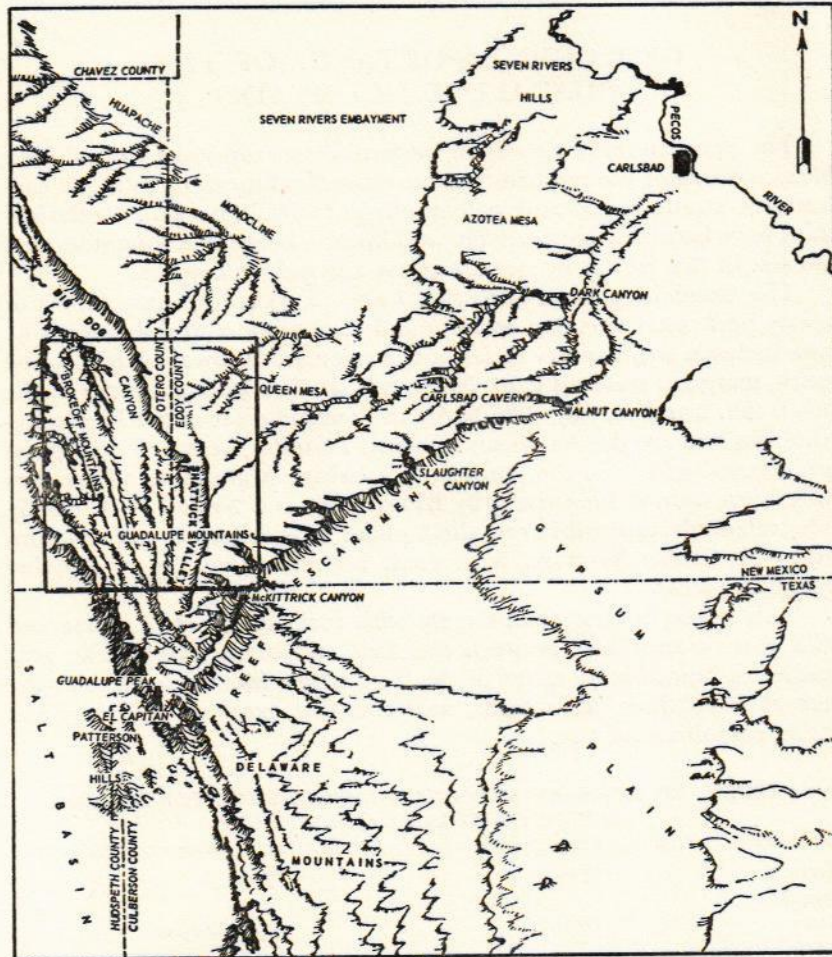 N
CHAVEZ COUNTY
SEVEN RIVERS
HILLS
HUAPACHE
SEVEN RIVERS EMBAYMENT
PECOS
CARLSBAD
RIVER
MONOCLINE
AZOTEA MESA
BIG DOG
CANYON
DARK CANYON
OTERO COUNTY
EDDY COUNTY
BROKEOFF MOUNTAINS
QUEEN MESA
CARLSBAD CAVERN
WALNUT CANYON
SLAUGHTER
CANYON
SHATTUCK VALLEY
GUADALUPE MOUNTAINS
REEF ESCARPMENT
GYPSUM
PLAIN
NEW MEXICO
TEXAS
McKITTRICK CANYON
SALT BASIN
GUADALUPE PEAK
EL CAPITAN
PATTERSON
HILLS
DELAWARE
MOUNTAINS
HUDSPETH COUNTY
CULBERSON COUNTY